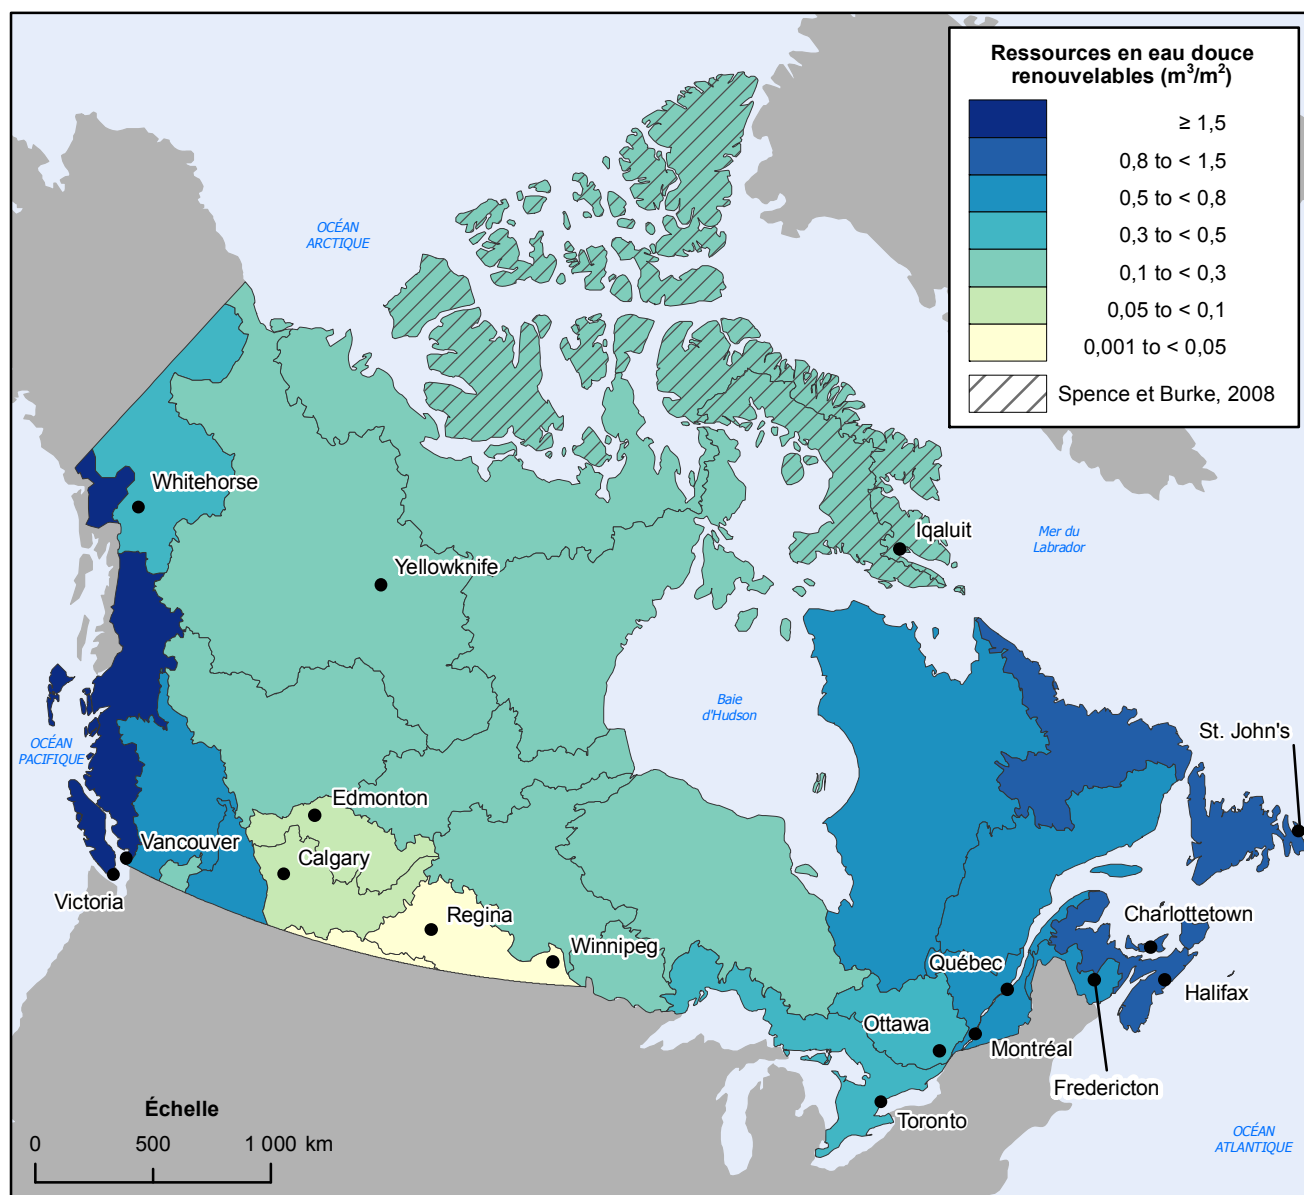 Ressources en eau douce
renouvelables (m³/m²)
≥ 1,5
0,8 to < 1,5
0,5 to < 0,8
0,3 to < 0,5
0,1 to < 0,3
0,05 to < 0,1
0,001 to < 0,05
Spence et Burke, 2008
OCÉAN
ARCTIQUE
Whitehorse
Yellowknife
Iqaluit
Mer du
Labrador
Baie
d'Hudson
OCÉAN
PACIFIQUE
St. John's
Edmonton
Vancouver
Calgary
Victoria
Regina
Winnipeg
Charlottetown
Québec
Halifax
Ottawa
Montréal
Fredericton
Toronto
OCÉAN
ATLANTIQUE
Échelle
0 500 1 000 km